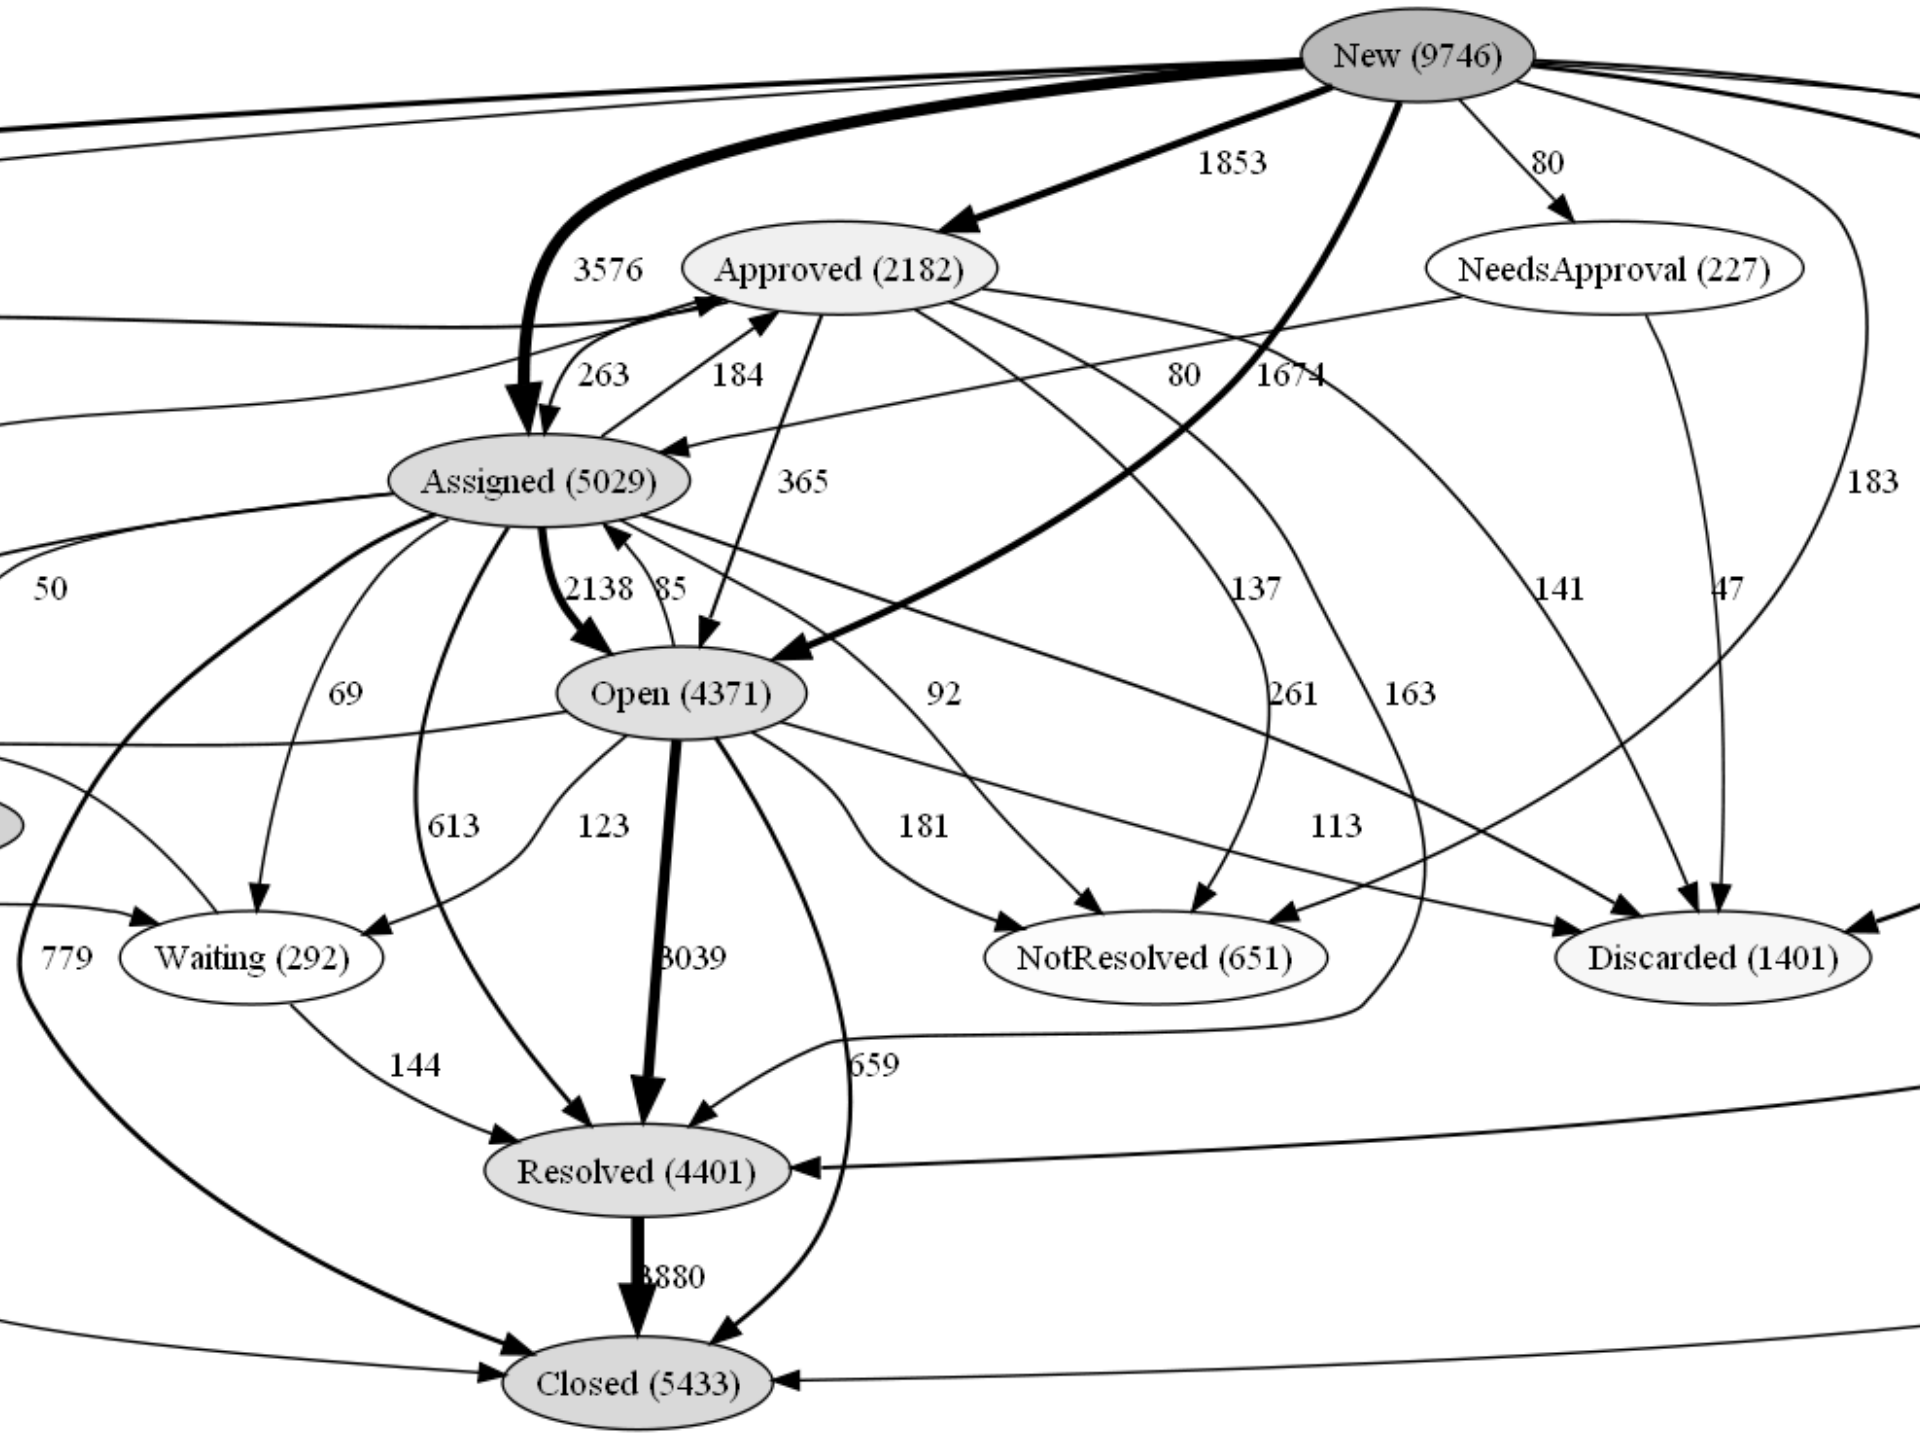 New (9746)
1853
80
3576
Approved (2182)
NeedsApproval (227)
263
184
80
1674
Assigned (5029)
365
183
50
2138
85
137
141
47
69
Open (4371)
92
261
163
613
123
181
113
779
Waiting (292)
3039
NotResolved (651)
Discarded (1401)
144
659
Resolved (4401)
3880
Closed (5433)